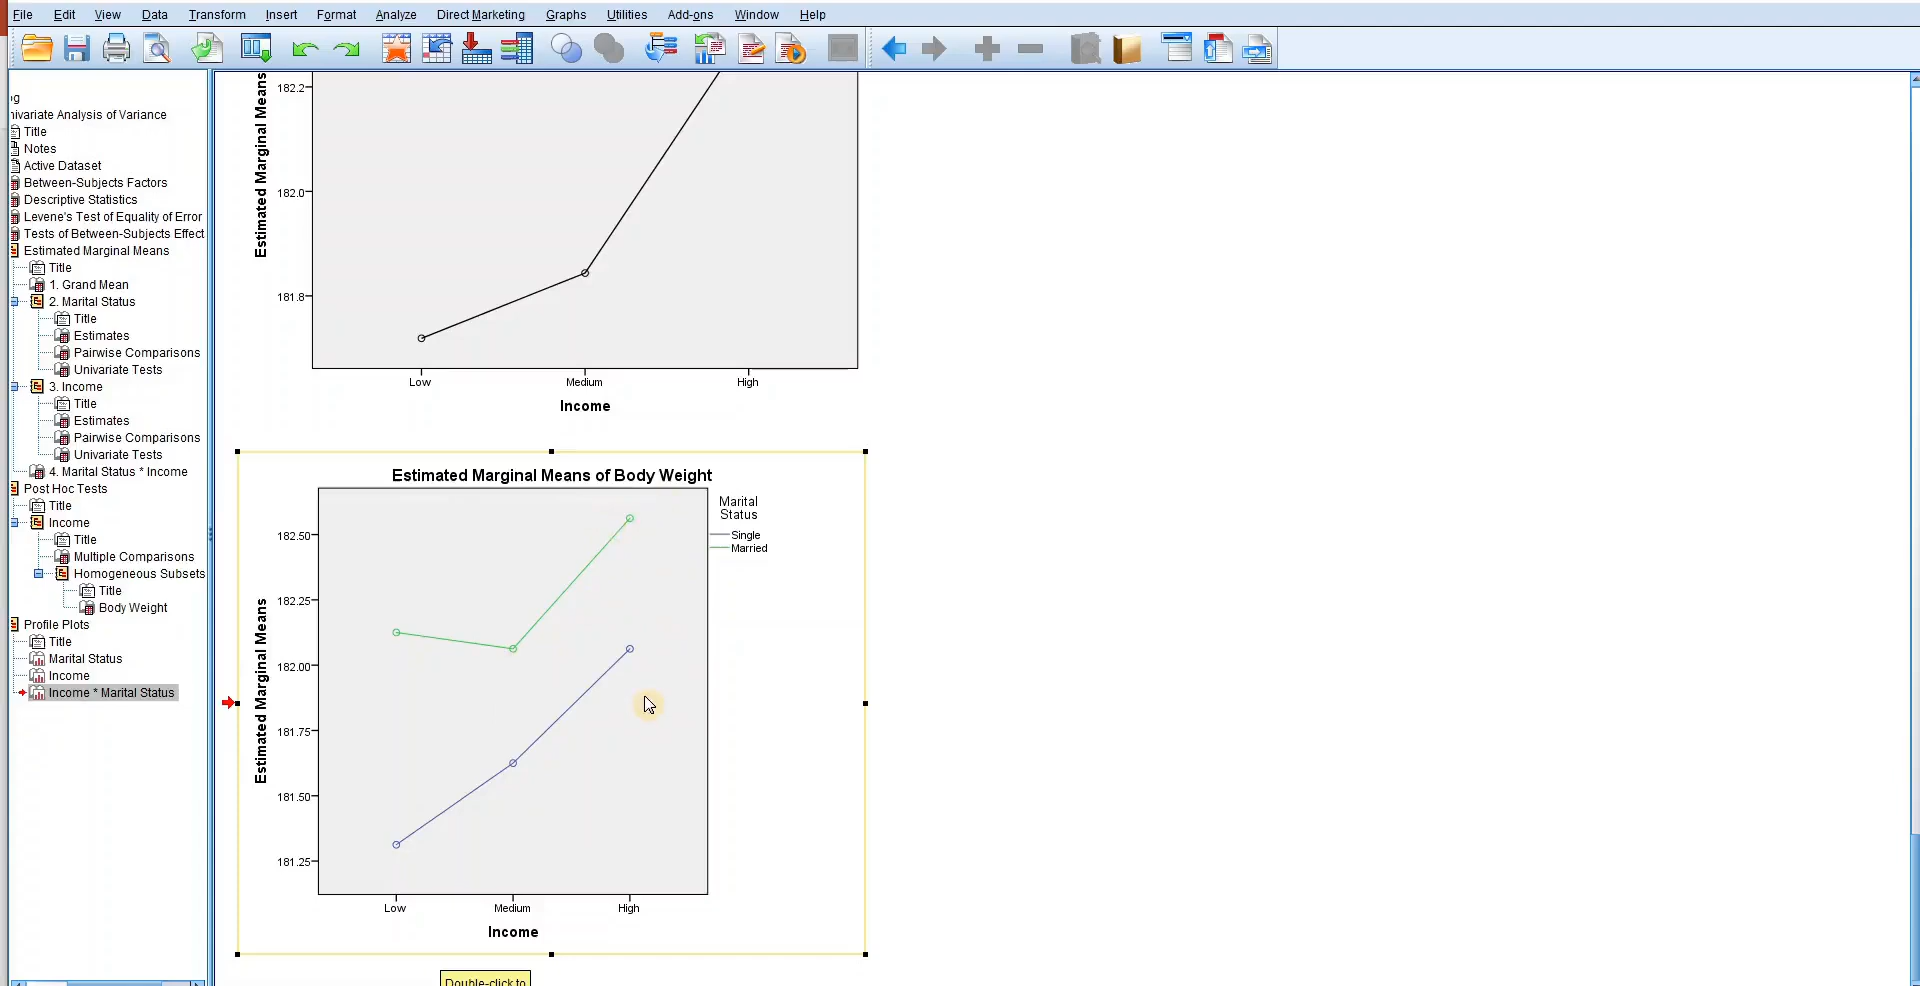 File Edit View Data Transform Insert Format Analyze Direct Marketing Graphs Utilities Add-ons Window Help
Title
Notes
Active Dataset
Between-Subjects Factors
Descriptive Statistics
Levene's Test of Equality of Error
Tests of Between-Subjects Effect
Estimated Marginal Means
Title
1. Grand Mean
2. Marital Status
Title
Estimates
Pairwise Comparisons
Univariate Tests
3. Income
Title
Estimates
Pairwise Comparisons
Univariate Tests
4. Marital Status * Income
Post Hoc Tests
Title
Income
Title
Multiple Comparisons
Homogeneous Subsets
Title
Body Weight
Profile Plots
Title
Marital Status
Income
Income * Marital Status
Estimated Marginal Means
182.2
182.0
181.8
Low Medium High
Income
Estimated Marginal Means of Body Weight
Estimated Marginal Means
182.50
182.25
182.00
181.75
181.50
181.25
Low Medium High
Income
Marital
Status
Single
Married
Double-click to